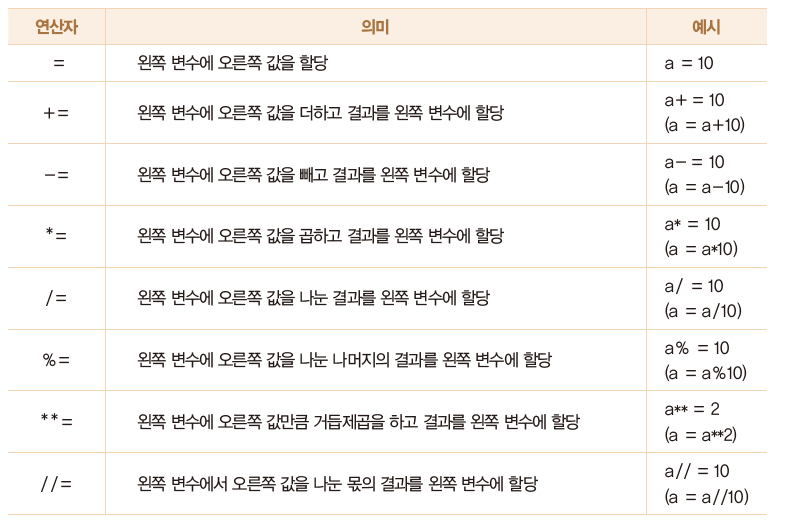 연산자 의미 예시
= 왼쪽 변수에 오른쪽 값을 할당 a = 10
+= 왼쪽 변수에 오른쪽 값을 더하고 결과를 왼쪽 변수에 할당 a+ = 10
(a = a+10)
-= 왼쪽 변수에 오른쪽 값을 빼고 결과를 왼쪽 변수에 할당 a- = 10
(a = a-10)
*= 왼쪽 변수에 오른쪽 값을 곱하고 결과를 왼쪽 변수에 할당 a* = 10
(a = a*10)
/= 왼쪽 변수에 오른쪽 값을 나눈 결과를 왼쪽 변수에 할당 a/ = 10
(a = a/10)
%= 왼쪽 변수에 오른쪽 값을 나눈 나머지의 결과를 왼쪽 변수에 할당 a% = 10
(a = a%10)
**= 왼쪽 변수에 오른쪽 값만큼 거듭제곱을 하고 결과를 왼쪽 변수에 할당 a** = 2
(a = a**2)
//= 왼쪽 변수에서 오른쪽 값을 나눈 몫의 결과를 왼쪽 변수에 할당 a// = 10
(a = a//10)